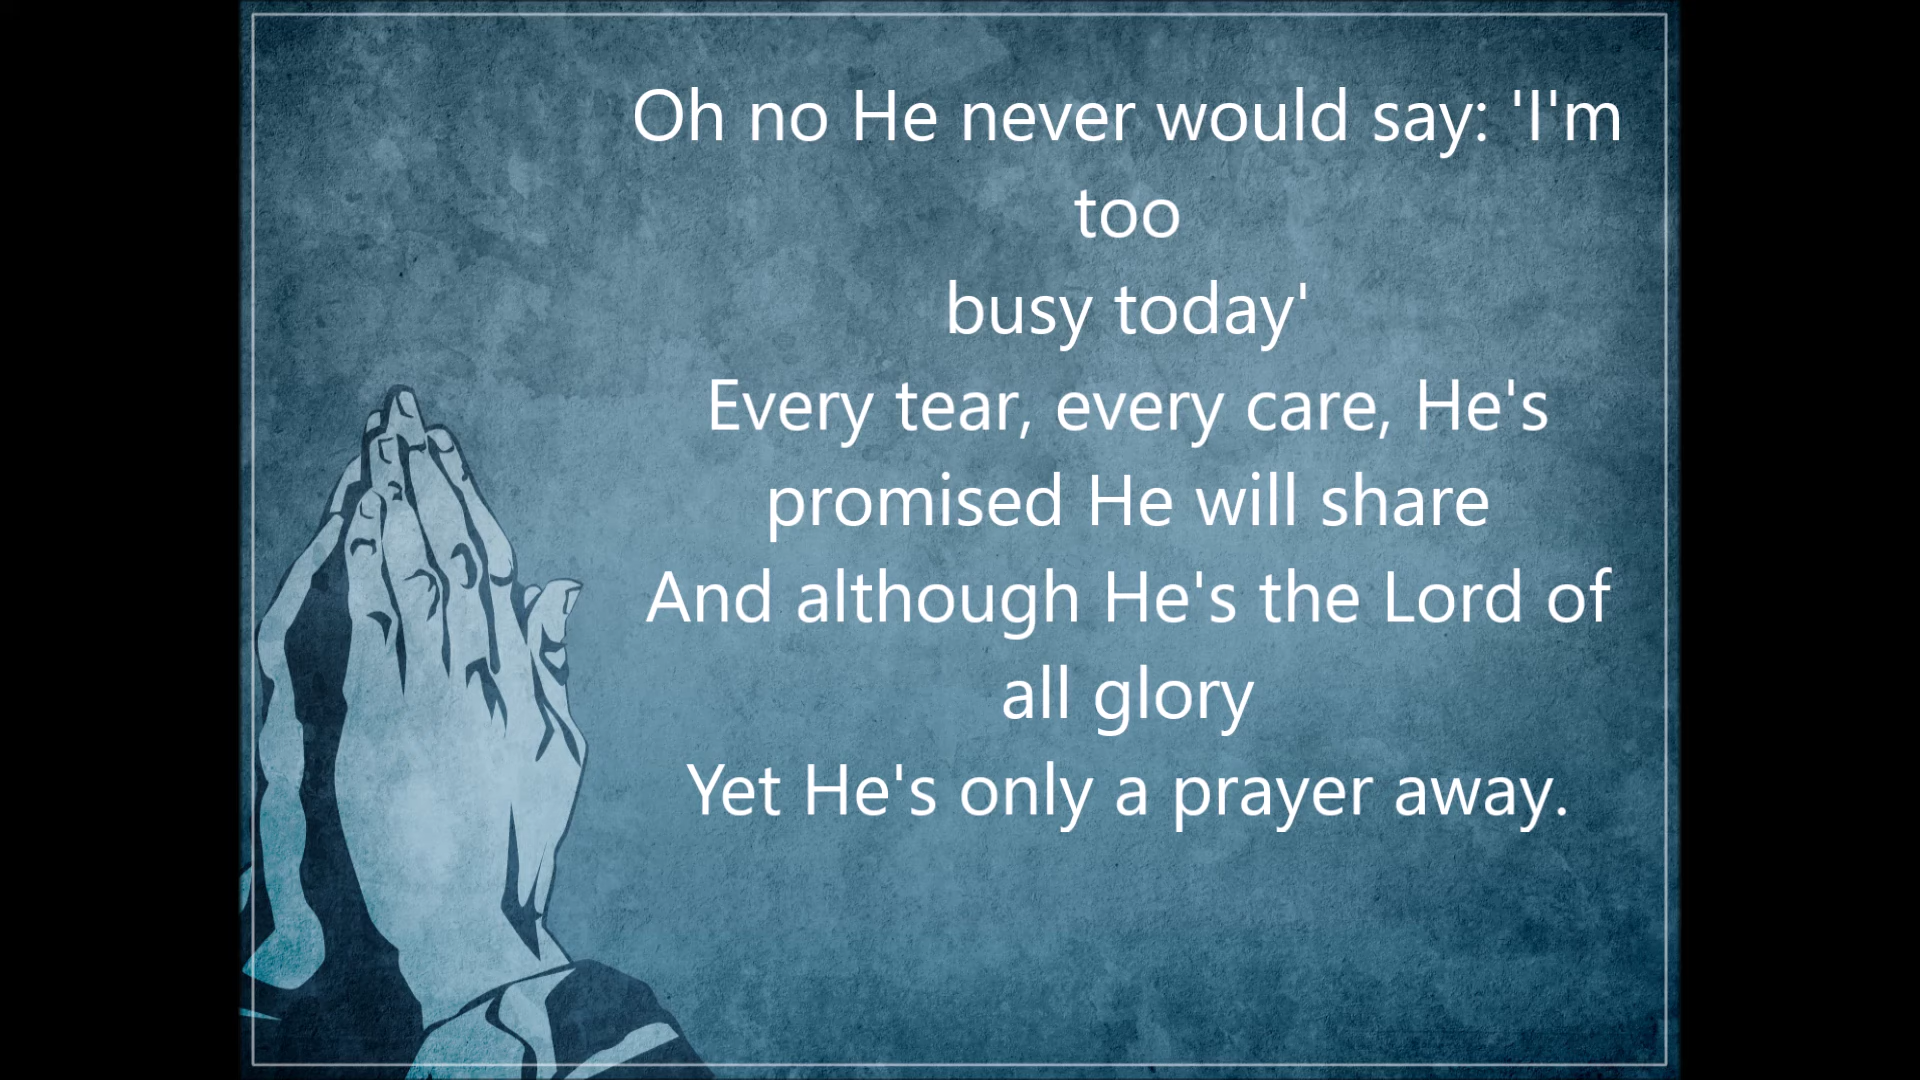 Oh no He never would say: 'I'm
too
busy today'
Every tear, every care, He's
promised He will share
And although He's the Lord of
all glory
Yet He's only a prayer away.